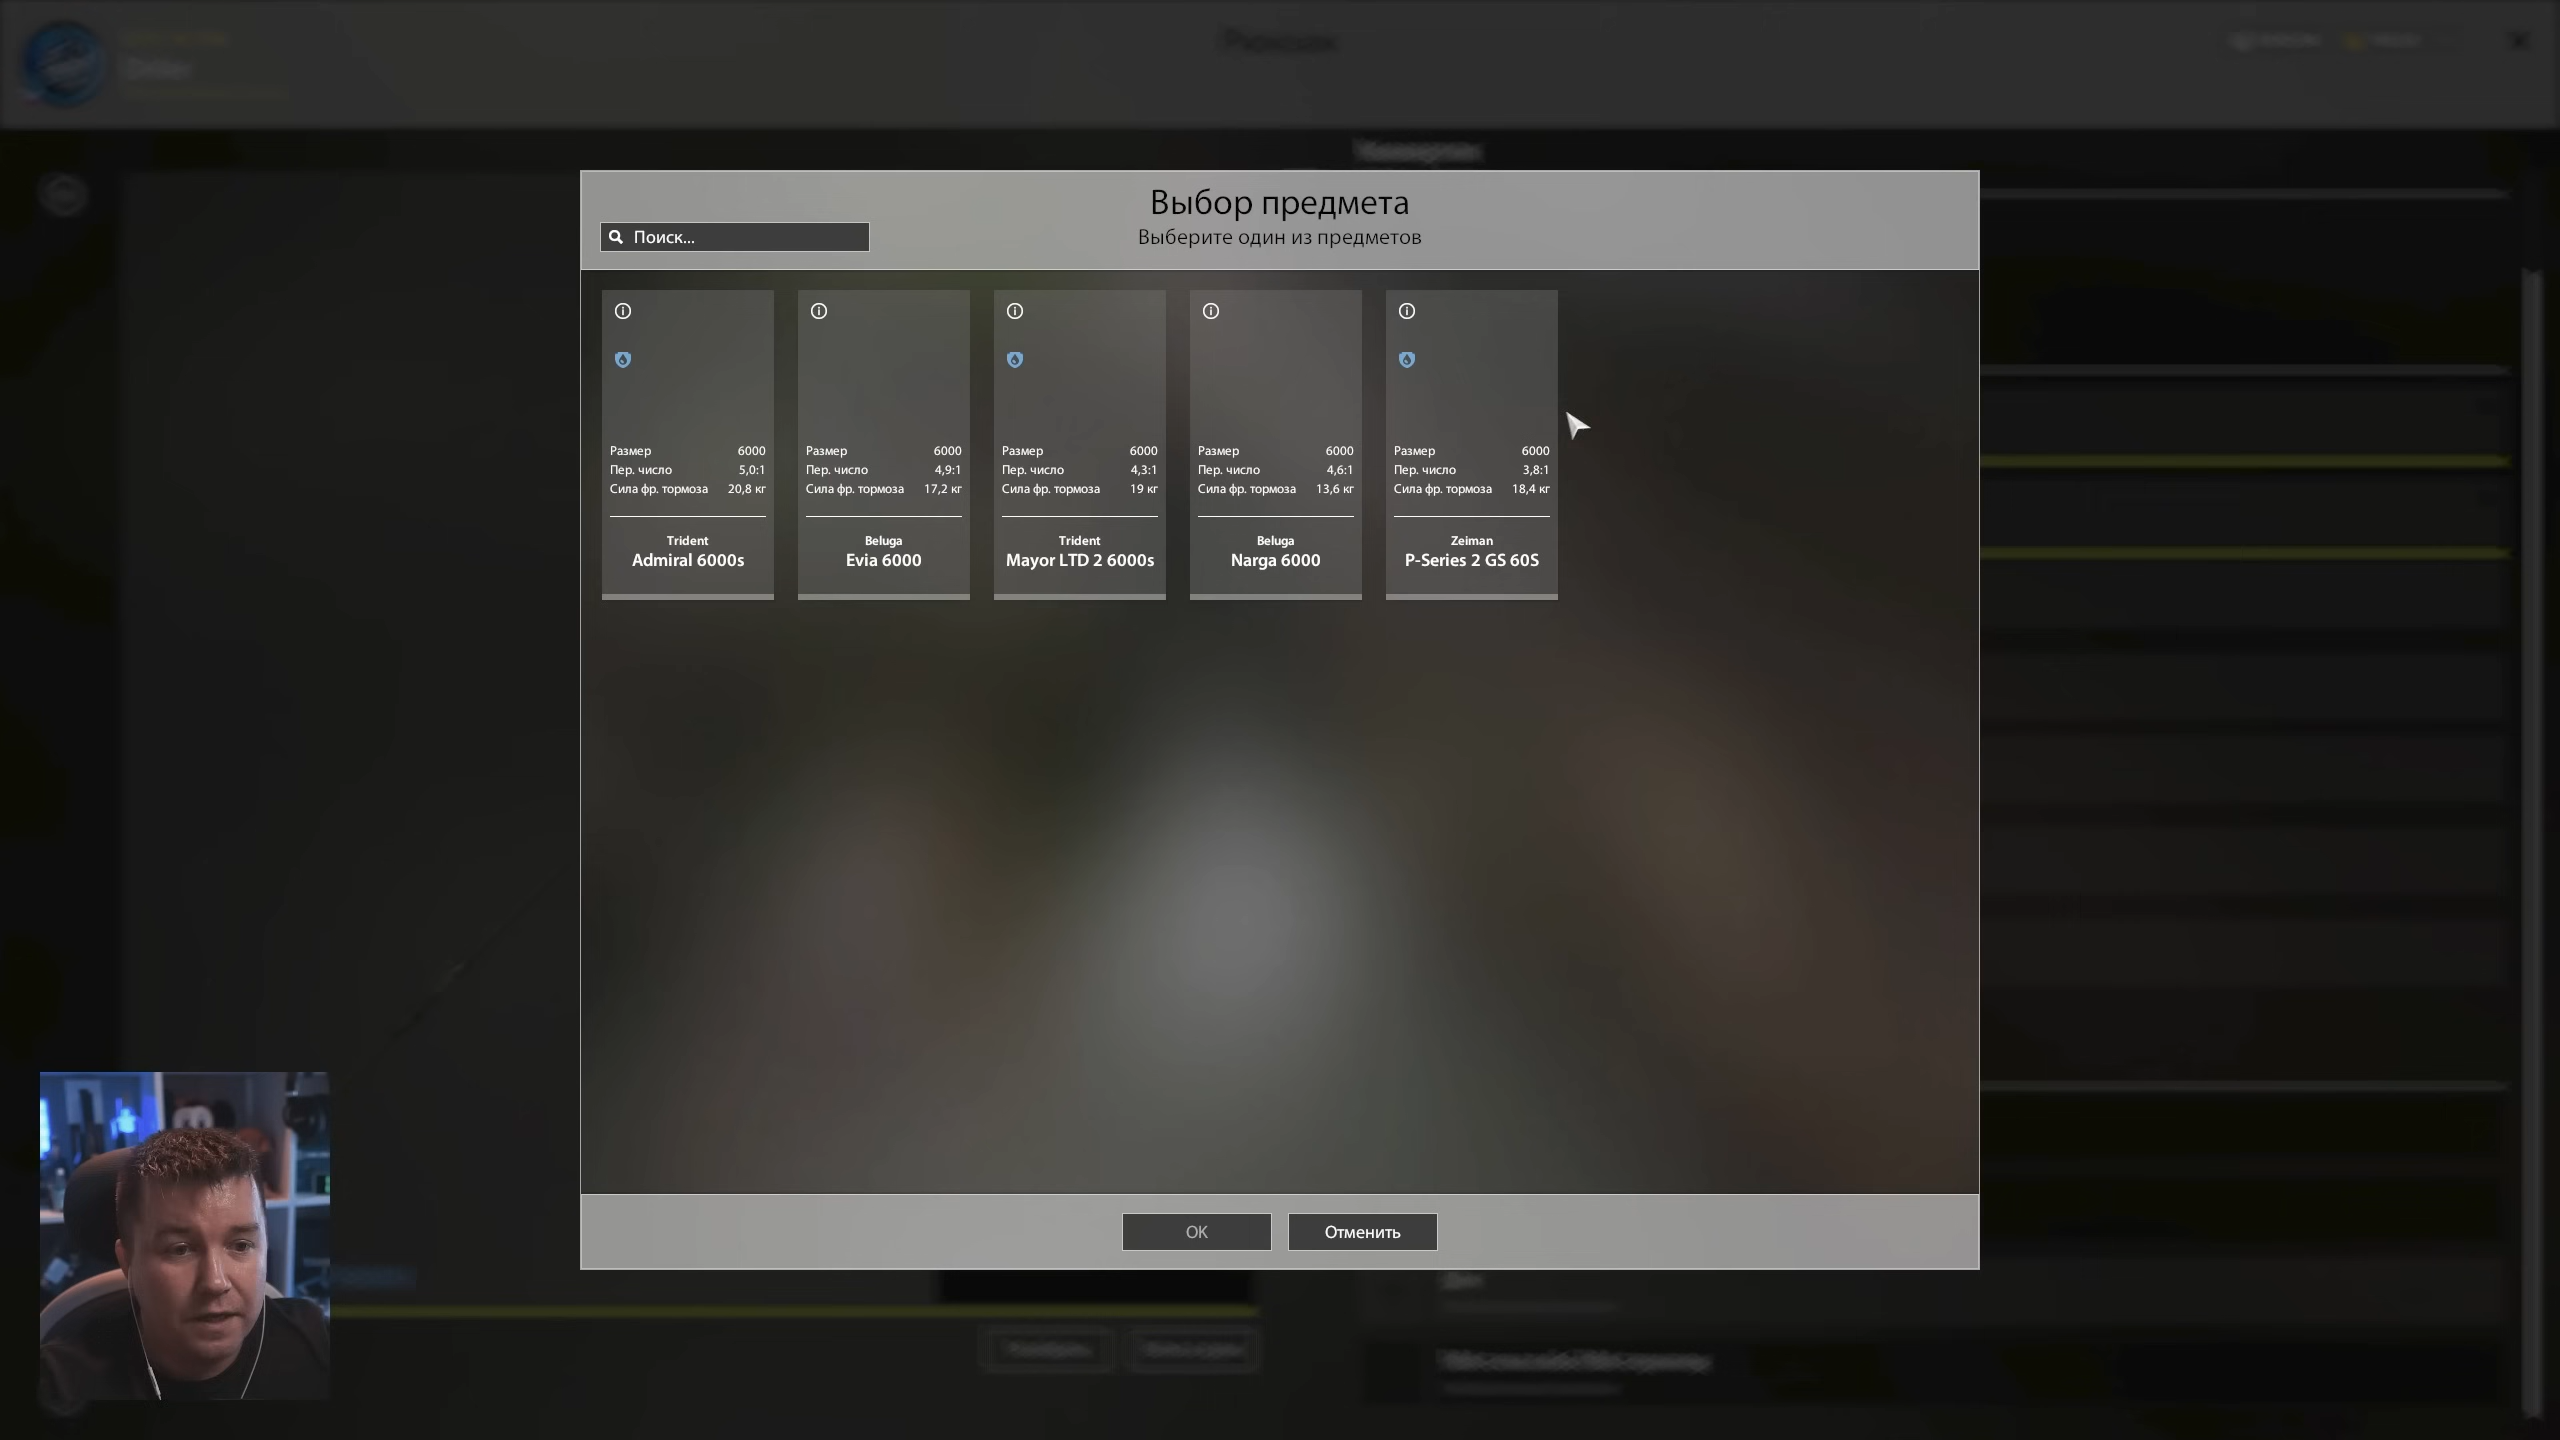 Рюкзак
Выбор предмета
Поиск...
Выберите один из предметов
Размер 6000
Пер. число 5,0:1
Сила фр. тормоза 20,8 кг
Trident
Admiral 6000s
Размер 6000
Пер. число 4,9:1
Сила фр. тормоза 17,2 кг
Beluga
Evia 6000
Размер 6000
Пер. число 4,3:1
Сила фр. тормоза 19 кг
Trident
Mayor LTD 2 6000s
Размер 6000
Пер. число 4,6:1
Сила фр. тормоза 13,6 кг
Beluga
Narga 6000
Размер 6000
Пер. число 3,8:1
Сила фр. тормоза 18,4 кг
Zeiman
P-Series 2 GS 60S
OK
Отменить